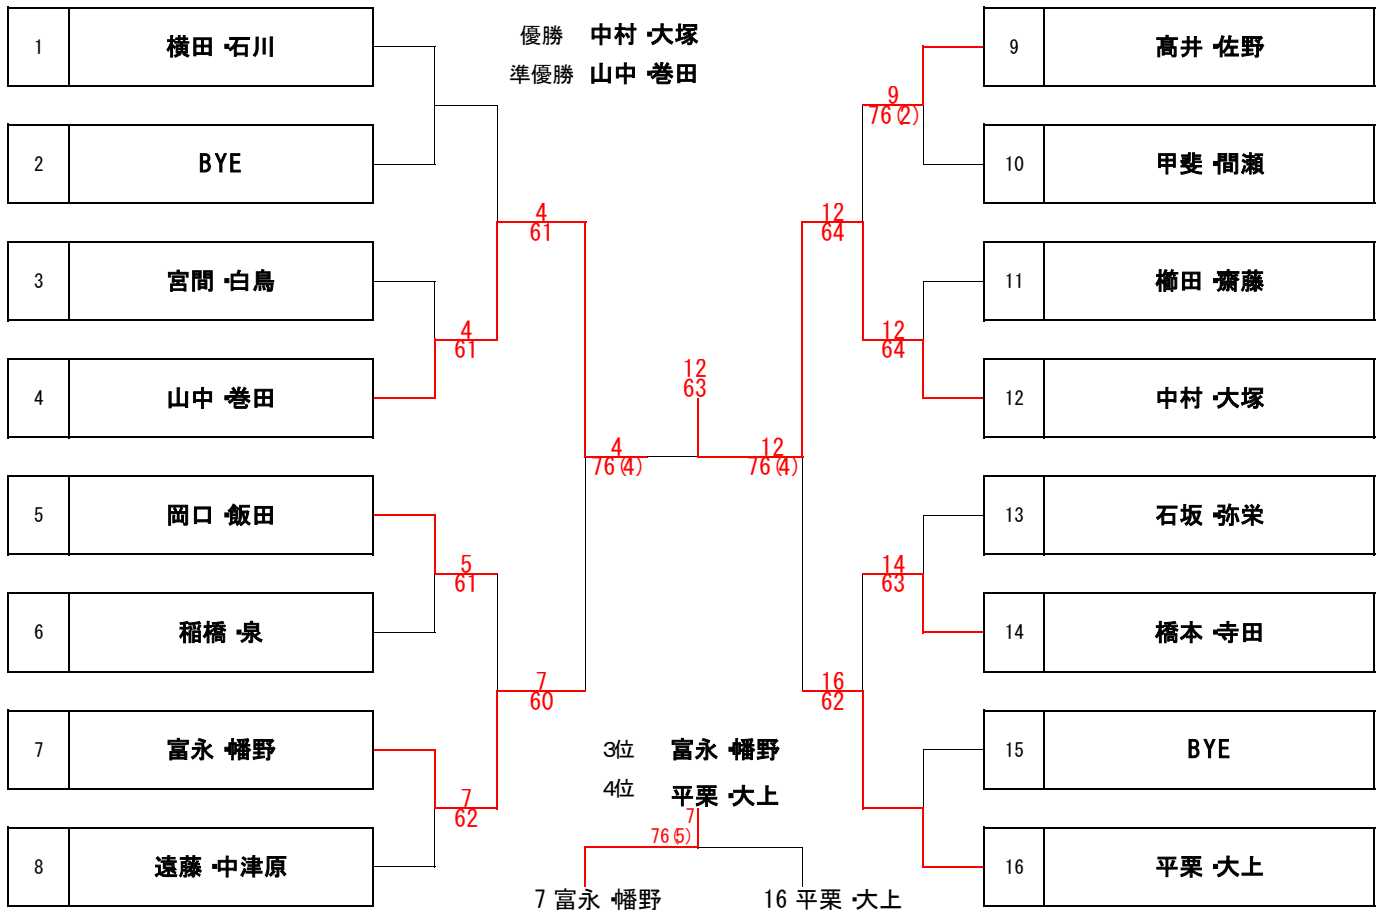 優勝 中村・大塚
準優勝 山中・巻田
1 横田・石川
2 BYE
3 宮間・白鳥
4 山中・巻田
5 岡口・飯田
6 稲橋・泉
7 富永・幡野
8 遠藤・中津原
4
61
4
61
5
61
7
60
7
62
4
76(4)
12
63
12
76(4)
9
76(2)
12
64
12
64
14
63
16
62
9 髙井・佐野
10 甲斐・間瀬
11 櫛田・齋藤
12 中村・大塚
13 石坂・弥栄
14 橋本・寺田
15 BYE
16 平栗・大上
3位 富永・幡野
4位 平栗・大上
7
76(5)
7 富永・幡野
16 平栗・大上